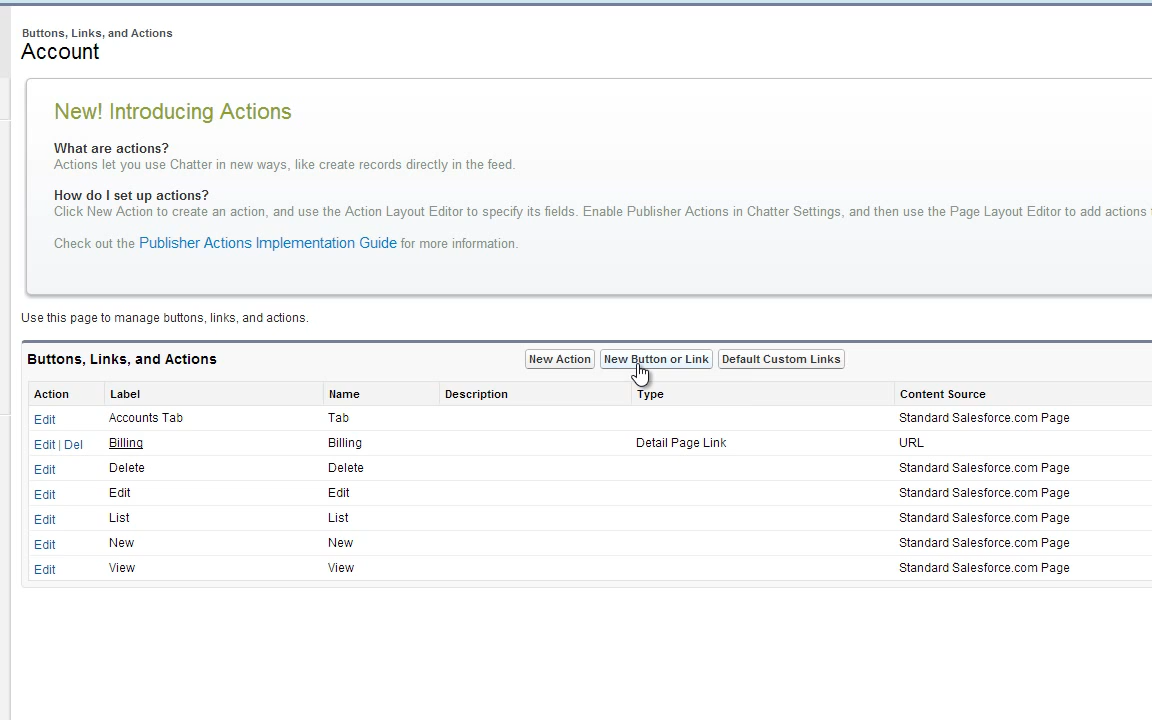 Buttons, Links, and Actions
Account
New! Introducing Actions
What are actions?
Actions let you use Chatter in new ways, like create records directly in the feed.
How do I set up actions?
Click New Action to create an action, and use the Action Layout Editor to specify its fields. Enable Publisher Actions in Chatter Settings, and then use the Page Layout Editor to add actions
Check out the Publisher Actions Implementation Guide for more information.
Use this page to manage buttons, links, and actions.
Buttons, Links, and Actions New Action New Button or Link Default Custom Links
Action Label Name Description Type Content Source
Edit Accounts Tab Tab Standard Salesforce.com Page
Edit | Del Billing Billing Detail Page Link URL
Edit Delete Delete Standard Salesforce.com Page
Edit Edit Edit Standard Salesforce.com Page
Edit List List Standard Salesforce.com Page
Edit New New Standard Salesforce.com Page
Edit View View Standard Salesforce.com Page